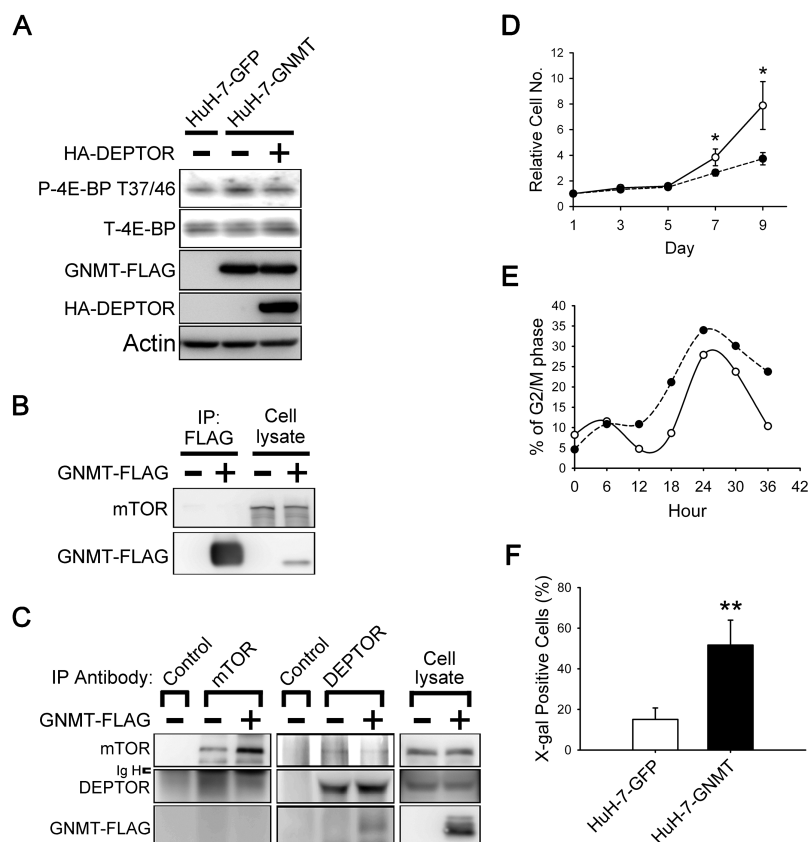 A
HuH-7-GFP
HuH-7-GNMT
HA-DEPTOR − − +
P-4E-BP T37/46
T-4E-BP
GNMT-FLAG
HA-DEPTOR
Actin
B
IP: FLAG
Cell lysate
GNMT-FLAG − + − +
mTOR
GNMT-FLAG
C
IP Antibody: Control mTOR Control DEPTOR Cell lysate
GNMT-FLAG − − + − − + − +
mTOR
Ig H
DEPTOR
GNMT-FLAG
D
Relative Cell No.
12
10
8
6
4
2
0
* *
1 3 5 7 9
Day
E
% of G2/M phase
40
35
30
25
20
15
10
5
0
0 6 12 18 24 30 36 42
Hour
F
X-gal Positive Cells (%)
80
60
40
20
0
**
HuH-7-GFP
HuH-7-GNMT